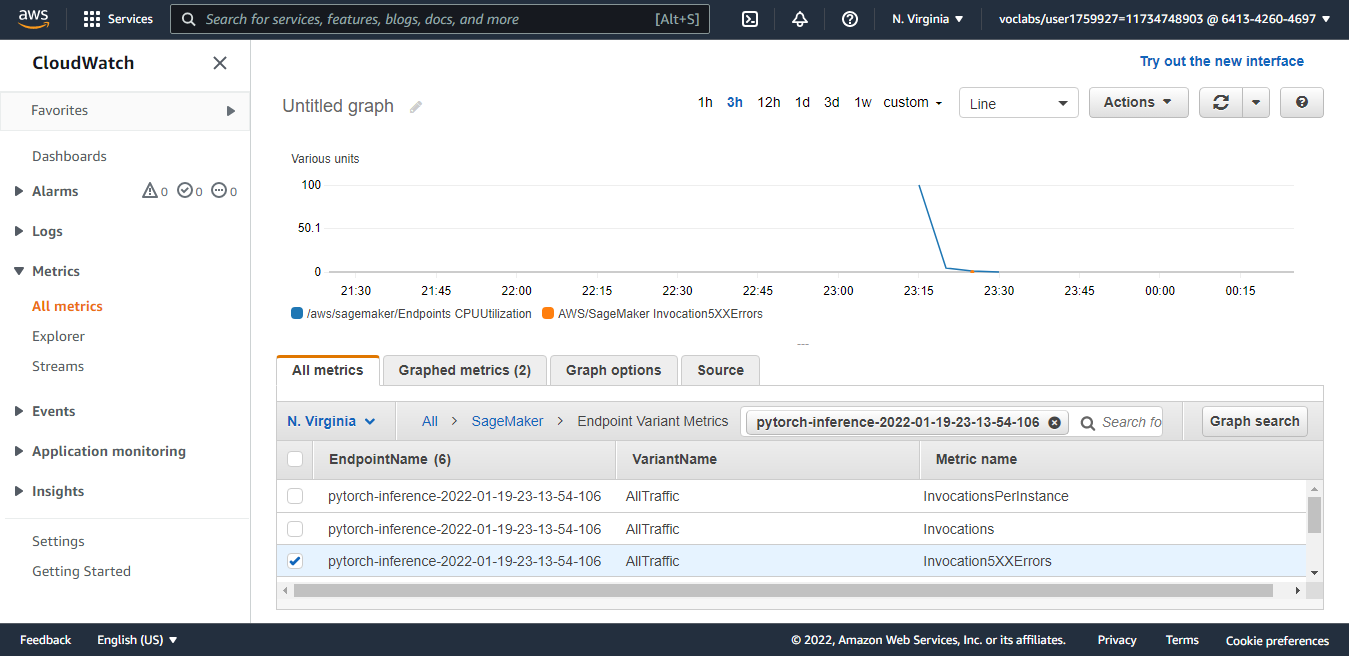 aws Services Search for services, features, blogs, docs, and more [Alt+S] N. Virginia voclabs/user1759927=11734748903 @ 6413-4260-4697
CloudWatch
Favorites
Dashboards
Alarms 0 0 0
Logs
Metrics
All metrics
Explorer
Streams
Events
Application monitoring
Insights
Settings
Getting Started
Try out the new interface
Untitled graph 1h 3h 12h 1d 3d 1w custom Line Actions
Various units
100
50.1
0
21:30 21:45 22:00 22:15 22:30 22:45 23:00 23:15 23:30 23:45 00:00 00:15
/aws/sagemaker/Endpoints CPUUtilization AWS/SageMaker Invocation5XXErrors
All metrics Graphed metrics (2) Graph options Source
N. Virginia All > SageMaker > Endpoint Variant Metrics pytorch-inference-2022-01-19-23-13-54-106 Search fo Graph search
EndpointName (6) VariantName Metric name
pytorch-inference-2022-01-19-23-13-54-106 AllTraffic InvocationsPerInstance
pytorch-inference-2022-01-19-23-13-54-106 AllTraffic Invocations
pytorch-inference-2022-01-19-23-13-54-106 AllTraffic Invocation5XXErrors
Feedback English (US) © 2022, Amazon Web Services, Inc. or its affiliates. Privacy Terms Cookie preferences